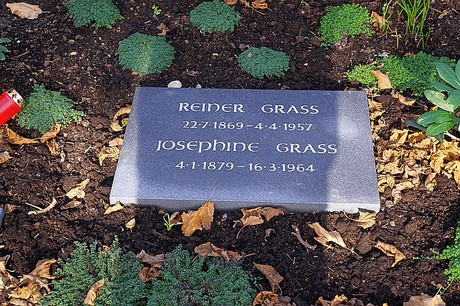 REINER GRASS
22·7·1869-4·4·1957
JOSEPHINE GRASS
4·1·1879-16·3·1964